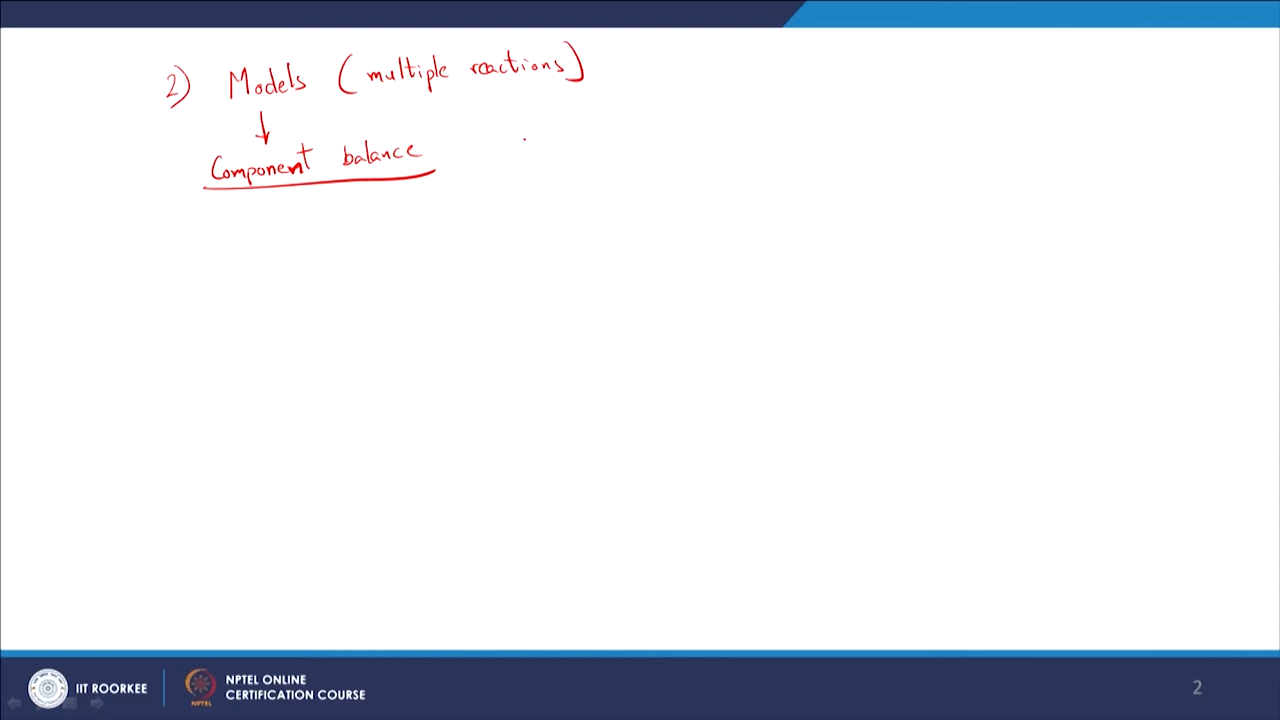 2) Models (multiple reactions)
↓
Component balance
IIT ROORKEE
NPTEL ONLINE
CERTIFICATION COURSE
2